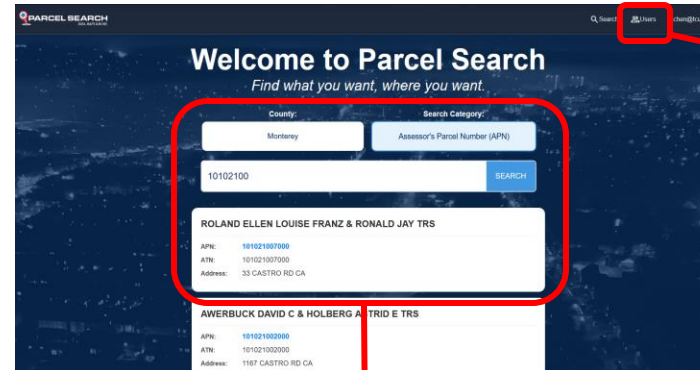 PARCEL SEARCH
Search Users
Welcome to Parcel Search
Find what you want, where you want.
County: Search Category:
Monterey Assessor's Parcel Number (APN)
10102100 SEARCH
ROLAND ELLEN LOUISE FRANZ & RONALD JAY TRS
APN: 101021007000
ATN: 101021007000
Address: 33 CASTRO RD CA
AWERBUCK DAVID C & HOLBERG TRID E TRS
APN: 101021002000
ATN: 101021002000
Address: 1167 CASTRO RD CA